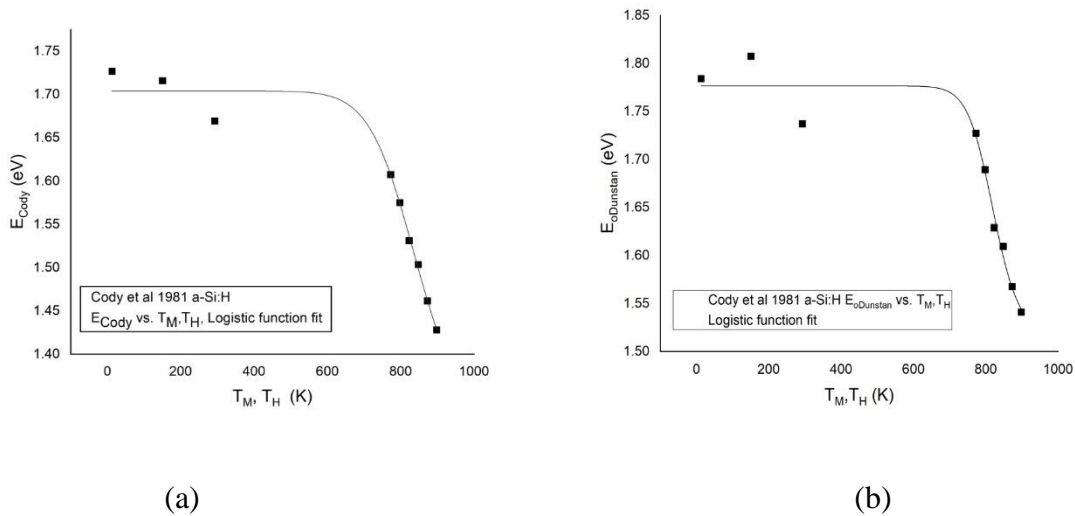 1.75
1.70
1.65
1.60
1.55
1.50
1.45
1.40
E_Cody (eV)
0
200
400
600
800
1000
T_M, T_H (K)
Cody et al 1981 a-Si:H
E_Cody vs. T_M,T_H, Logistic function fit
(a)
1.85
1.80
1.75
1.70
1.65
1.60
1.55
1.50
E_oDunstan (eV)
0
200
400
600
800
1000
T_M,T_H (K)
Cody et al 1981 a-Si:H E_oDunstan vs. T_M,T_H
Logistic function fit
(b)